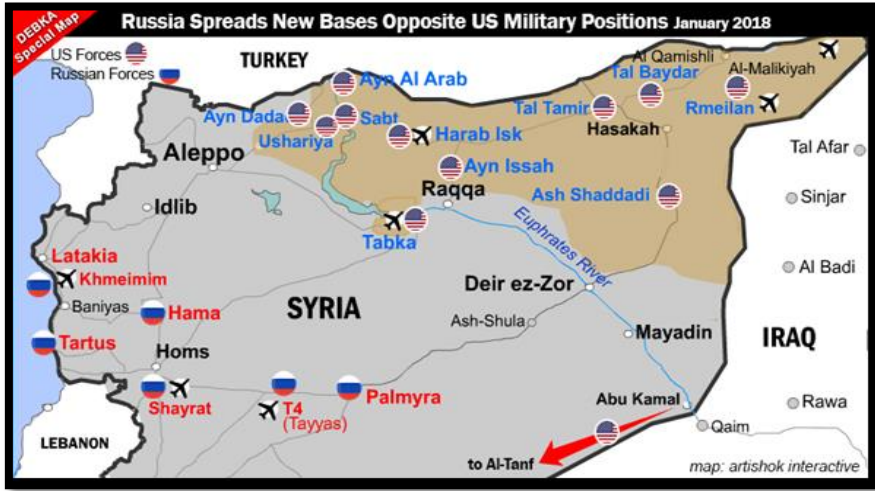 DEBKA
Special Map
Russia Spreads New Bases Opposite US Military Positions January 2018
US Forces
Russian Forces
TURKEY
Al Qamishli
Ayn Al Arab
Tal Baydar
Al-Malikiyah
Ayn Dada
Sabt
Tal Tamir
Rmeilan
Ushariya
Harab Isk
Hasakah
Tal Afar
Aleppo
Ayn Issah
Raqqa
Ash Shaddadi
Sinjar
Idlib
Tabka
Euphrates River
Latakia
Khmeimim
Al Badi
Deir ez-Zor
Baniyas
Hama
SYRIA
Ash-Shula
Mayadin
IRAQ
Tartus
Homs
Shayrat
T4
(Tayyas)
Palmyra
Abu Kamal
Rawa
Qaim
LEBANON
to Al-Tanf
map: artishok interactive